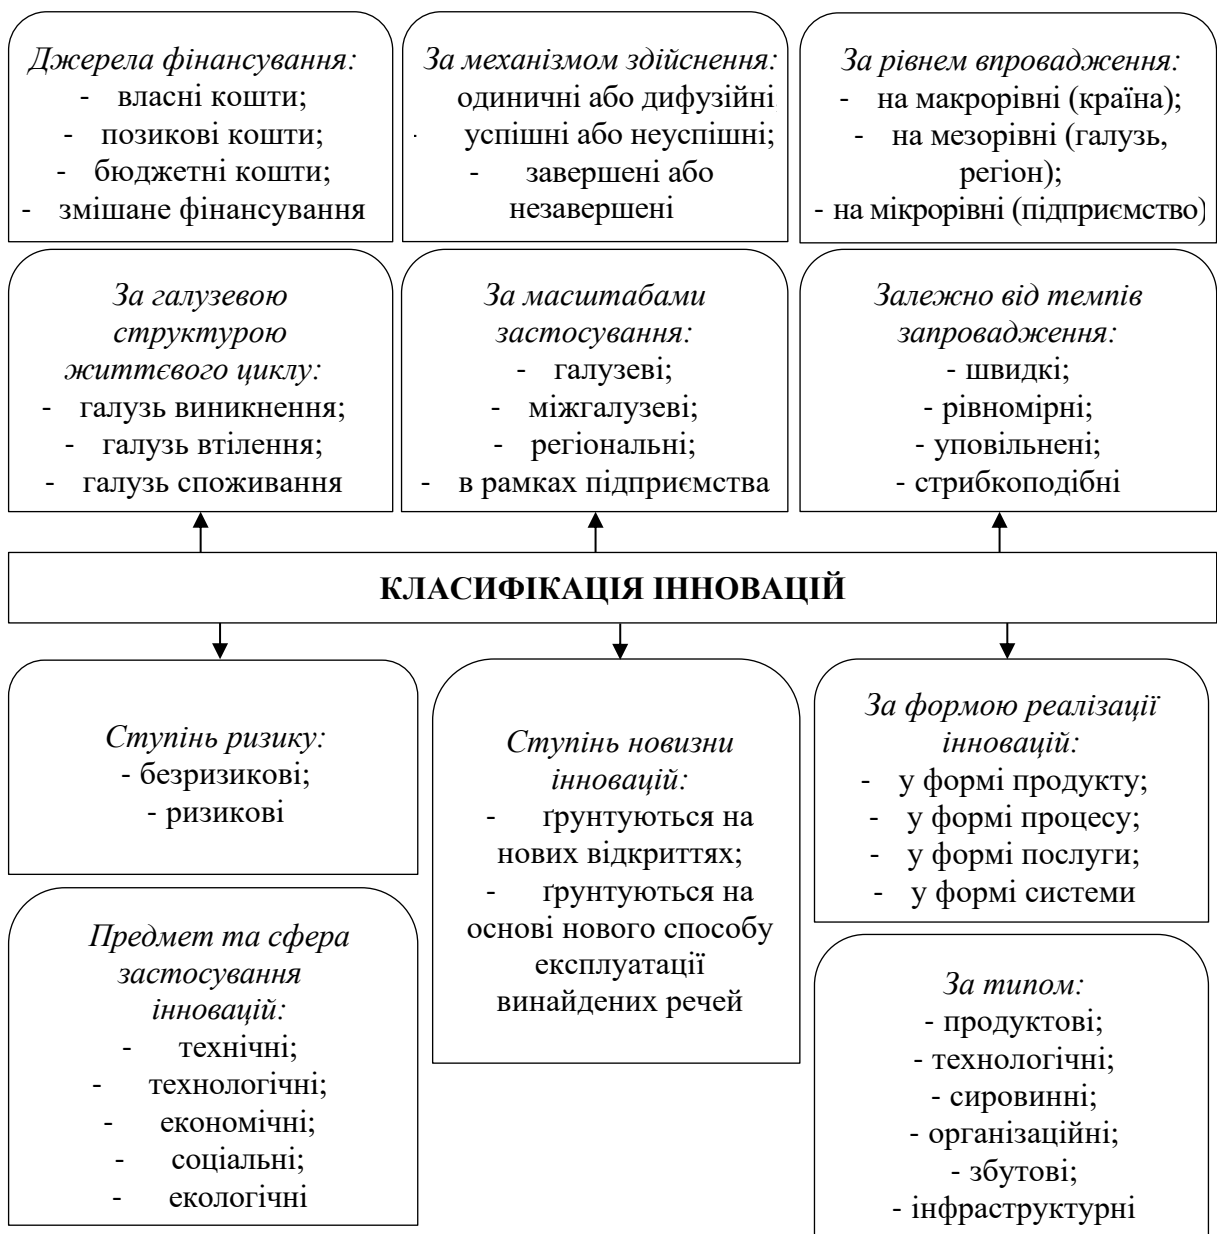 Джерела фінансування:
- власні кошти;
- позикові кошти;
- бюджетні кошти;
- змішане фінансування
За механізмом здійснення:
одиничні або дифузійні
- успішні або неуспішні;
- завершені або
незавершені
За рівнем впровадження:
- на макрорівні (країна);
- на мезорівні (галузь,
регіон);
- на мікрорівні (підприємство)
За галузевою
структурою
життєвого циклу:
- галузь виникнення;
- галузь втілення;
- галузь споживання
За масштабами
застосування:
- галузеві;
- міжгалузеві;
- регіональні;
- в рамках підприємства
Залежно від темпів
запровадження:
- швидкі;
- рівномірні;
- уповільнені;
- стрибкоподібні
КЛАСИФІКАЦІЯ ІННОВАЦІЙ
Ступінь ризику:
- безризикові;
- ризикові
Предмет та сфера
застосування
інновацій:
- технічні;
- технологічні;
- економічні;
- соціальні;
- екологічні
Ступінь новизни
інновацій:
- ґрунтуються на
нових відкриттях;
- ґрунтуються на
основі нового способу
експлуатації
винайдених речей
За формою реалізації
інновацій:
- у формі продукту;
- у формі процесу;
- у формі послуги;
- у формі системи
За типом:
- продуктові;
- технологічні;
- сировинні;
- організаційні;
- збутові;
- інфраструктурні